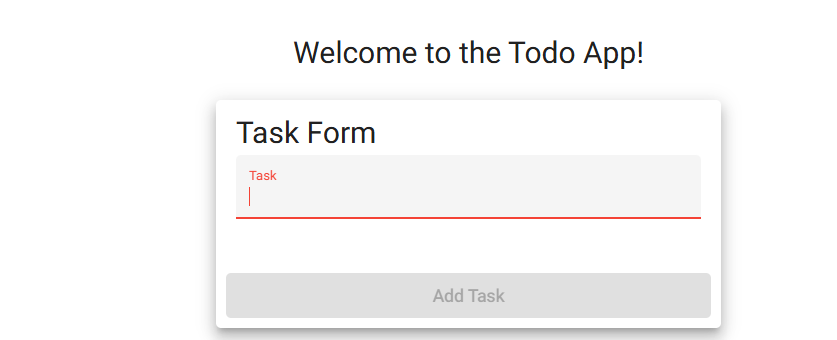 Welcome to the Todo App!
Task Form
Task
Add Task